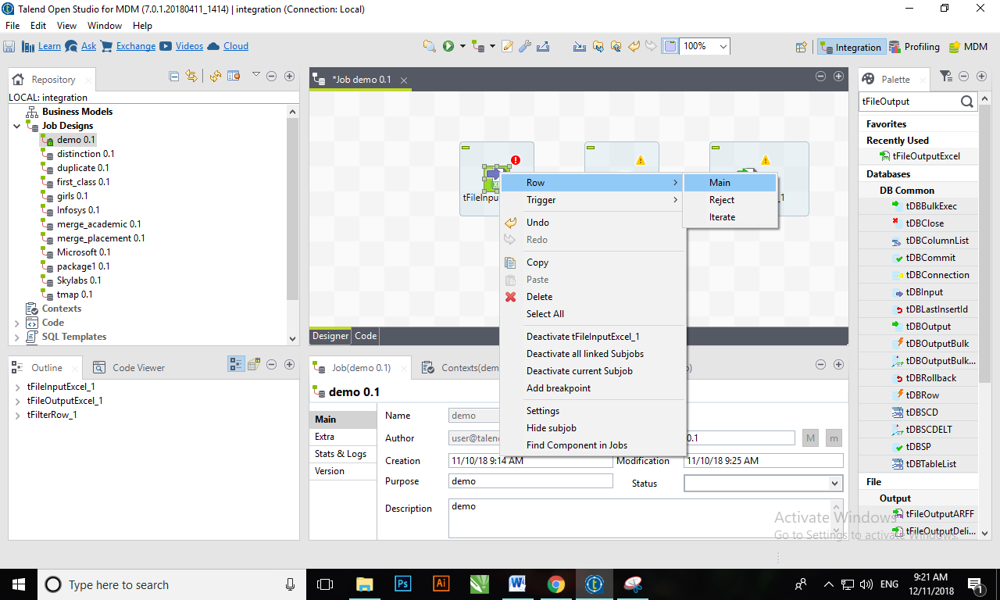 Talend Open Studio for MDM (7.0.1.20180411_1414) | integration (Connection: Local)
File Edit View Window Help
Learn Ask Exchange Videos Cloud 100% Integration Profiling MDM
Repository
LOCAL: integration
Business Models
Job Designs
demo 0.1
distinction 0.1
duplicate 0.1
first_class 0.1
girls 0.1
Infosys 0.1
merge_academic 0.1
merge_placement 0.1
Microsoft 0.1
package1 0.1
Skylabs 0.1
tmap 0.1
Contexts
Code
SQL Templates
*Job demo 0.1
Designer Code
Row
Trigger
Undo
Redo
Copy
Paste
Delete
Select All
Deactivate tFileInputExcel_1
Deactivate all linked Subjobs
Deactivate current Subjob
Add breakpoint
Settings
Hide subjob
Find Component in Jobs
Main
Reject
Iterate
Palette
tFileOutput
Favorites
Recently Used
tFileOutputExcel
Databases
DB Common
tDBBulkExec
tDBClose
tDBColumnList
tDBCommit
tDBConnection
tDBInput
tDBLastInsertId
tDBOutput
tDBOutputBulk
tDBOutputBulk...
tDBRollback
tDBRow
tDBSCD
tDBSCDELT
tDBSP
tDBTableList
File
Output
tFileOutputARFF
tFileOutputDeli...
Outline Code Viewer
tFileInputExcel_1
tFileOutputExcel_1
tFilterRow_1
Job(demo 0.1) Contexts(dem
demo 0.1
Main
Extra
Stats & Logs
Version
Name demo
Author user@talen 0.1 M m
Creation 11/10/18 9:14 AM Modification 11/10/18 9:25 AM
Purpose demo Status
Description demo
Activate Windows
Go to Settings to activate Windows.
Type here to search
ENG
9:21 AM
12/11/2018
1